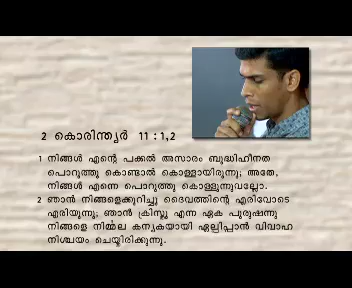 2 കൊരിന്ത്യർ 11 : 1,2
1 നിങ്ങൾ എന്റെ പക്കൽ അസാരം ബുദ്ധിഹീനത
പൊറുത്തു കൊണ്ടാൽ കൊള്ളായിരുന്നു; അതേ,
നിങ്ങൾ എന്നെ പൊറുത്തു കൊള്ളുന്നുവല്ലോ.
2 ഞാൻ നിങ്ങളെക്കുറിച്ചു ദൈവത്തിന്റെ എരിവോടെ
എരിയുന്നു; ഞാൻ ക്രിസ്തു എന്ന ഏക പുരുഷന്നു
നിങ്ങളെ നിർമ്മല കന്യകയായി ഏല്പിപ്പാൻ വിവാഹ
നിശ്ചയം ചെയ്തിരിക്കുന്നു.